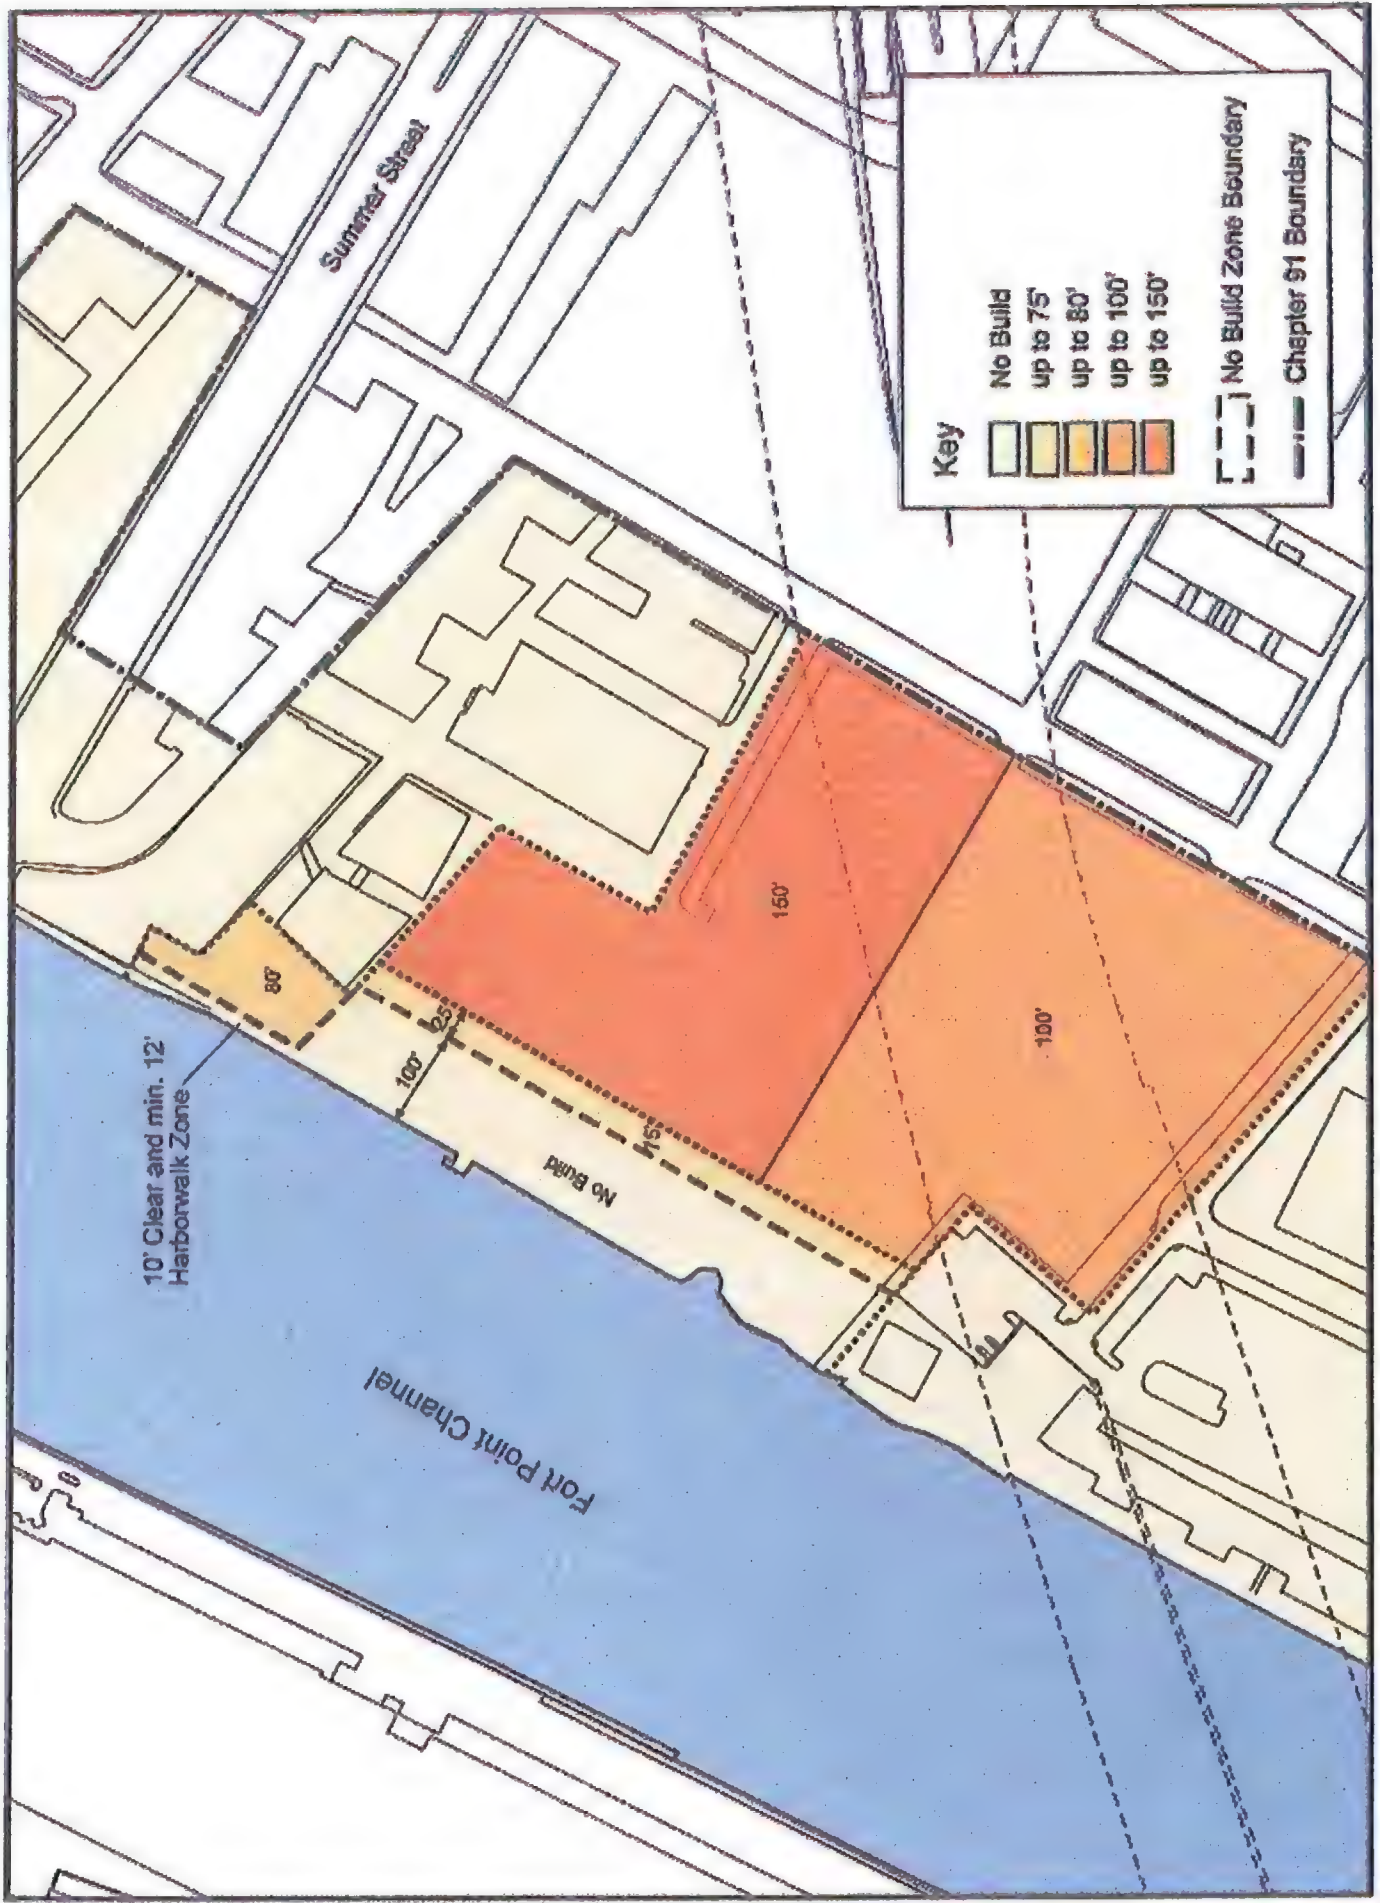 Summer Street
10' Clear and min. 12'
Harborwalk Zone
80'
25'
100'
15'
No Build
150'
100'
Fort Point Channel
Key
No Build
up to 75'
up to 80'
up to 100'
up to 150'
No Build Zone Boundary
Chapter 91 Boundary